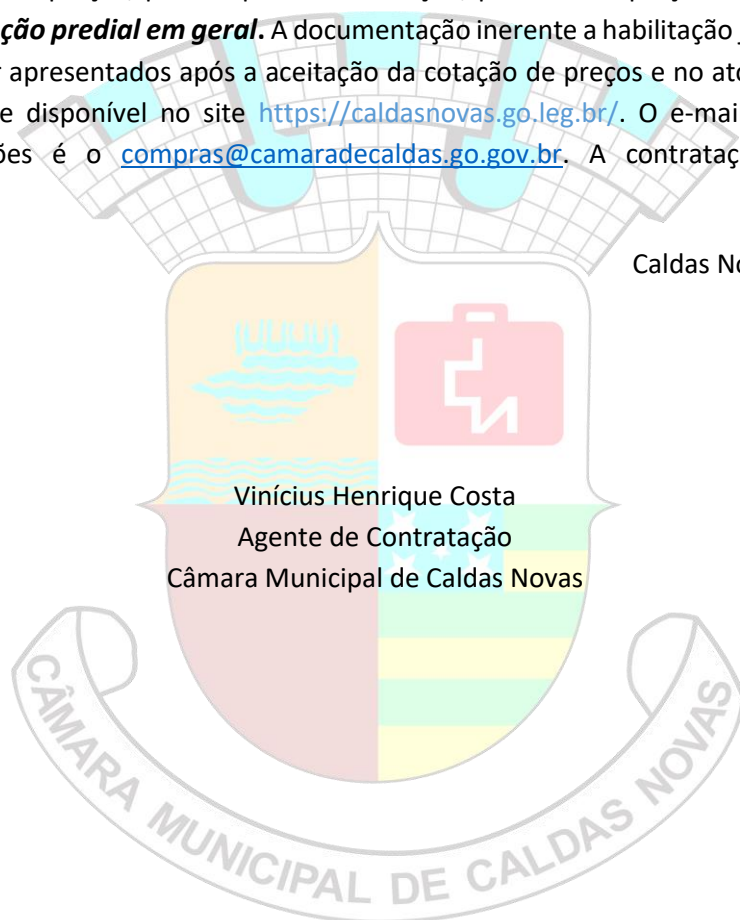 ção predial em geral. A documentação inerente a habilitação
apresentados após a aceitação da cotação de preços e no ato
e disponível no site https://caldasnovas.go.leg.br/. O e-mai
ões é o compras@camaradecaldas.go.gov.br. A contrataç
Caldas No
Vinícius Henrique Costa
Agente de Contratação
Câmara Municipal de Caldas Novas
CÂMARA MUNICIPAL DE CALDAS NOVAS